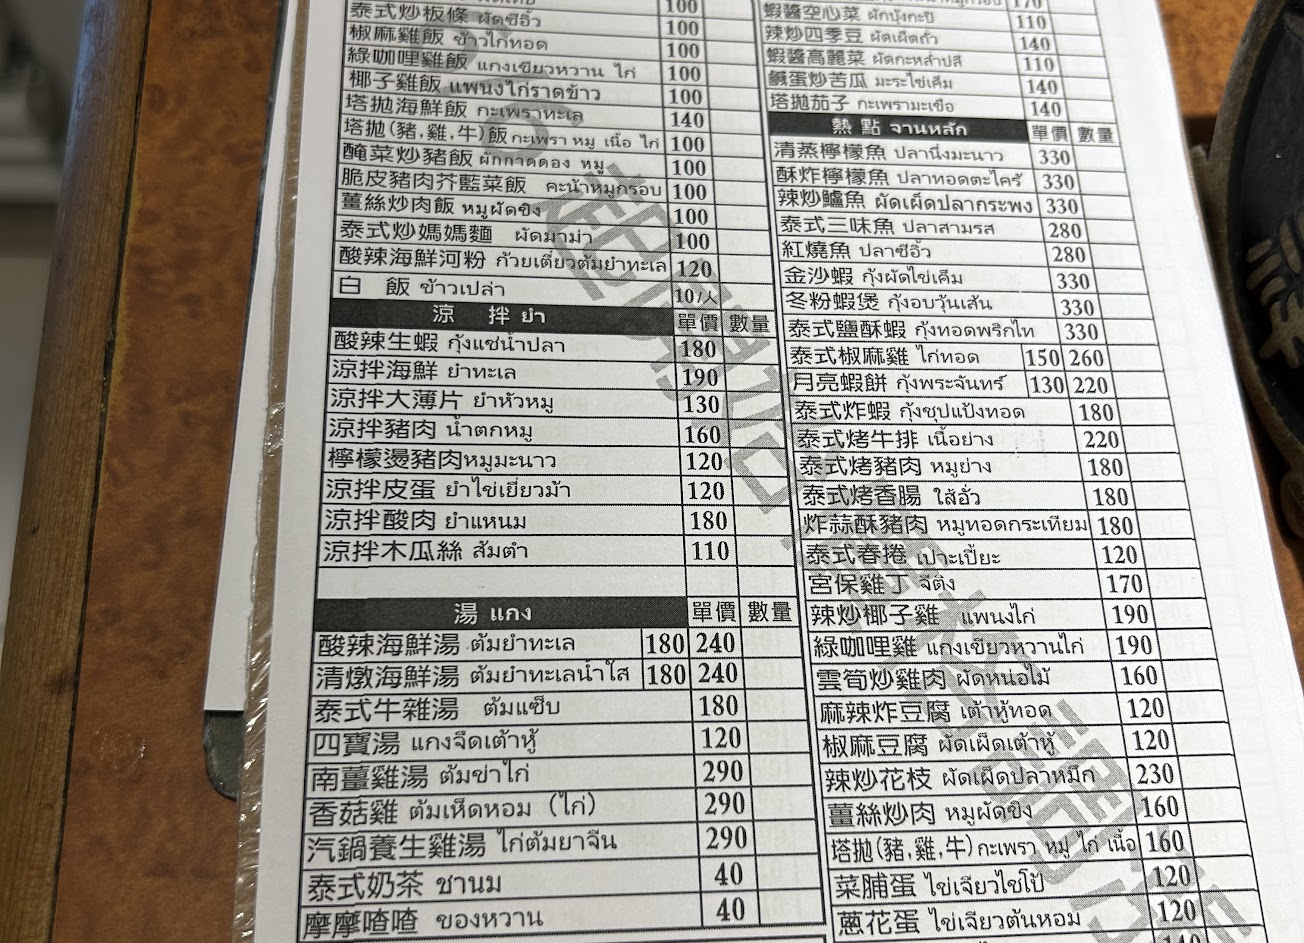 100
泰式炒板條 ผัดซีอิ๊ว 100
椒麻雞飯 ข้าวไก่ทอด 100
綠咖哩雞飯 แกงเขียวหวาน ไก่ 100
椰子雞飯 แพนงไก่ราดข้าว 100
塔拋海鮮飯 กะเพราทะเล 140
塔拋(豬,雞,牛)飯 กะเพรา หมู เนื้อ ไก่ 100
醃菜炒豬飯 ผักกาดดอง หมู 100
脆皮豬肉芥藍菜飯 คะน้าหมูกรอบ 100
薑絲炒肉飯 หมูผัดขิง 100
泰式炒媽媽麵 ผัดมาม่า 100
酸辣海鮮河粉 ก๋วยเตี๋ยวต้มยำทะเล 120
白 飯 ข้าวเปล่า 10/人
涼 拌 ยำ 單價 數量
酸辣生蝦 กุ้งแช่น้ำปลา 180
涼拌海鮮 ยำทะเล 190
涼拌大薄片 ยำหัวหมู 130
涼拌豬肉 น้ำตกหมู 160
檸檬燙豬肉 หมูมะนาว 120
涼拌皮蛋 ยำไข่เยี่ยวม้า 120
涼拌酸肉 ยำแหนม 180
涼拌木瓜絲 ส้มตำ 110
湯 แกง 單價 數量
酸辣海鮮湯 ต้มยำทะเล 180 240
清燉海鮮湯 ต้มยำทะเลน้ำใส 180 240
泰式牛雜湯 ต้มแซ็บ 180
四寶湯 แกงจืดเต้าหู้ 120
南薑雞湯 ต้มข่าไก่ 290
香菇雞 ต้มเห็ดหอม (ไก่) 290
汽鍋養生雞湯 ไก่ต้มยาจีน 290
泰式奶茶 ชานม 40
摩摩喳喳 ของหวาน 40
170
蝦醬空心菜 ผักบุ้งกะปิ 110
辣炒四季豆 ผัดเผ็ดถั่ว 140
蝦醬高麗菜 ผัดกะหล่ำปลี 110
鹹蛋炒苦瓜 มะระไข่เค็ม 140
塔拋茄子 กะเพรามะเขือ 140
熱 點 จานหลัก 單價 數量
清蒸檸檬魚 ปลานึ่งมะนาว 330
酥炸檸檬魚 ปลาทอดตะไคร้ 330
辣炒鱸魚 ผัดเผ็ดปลากระพง 330
泰式三味魚 ปลาสามรส 280
紅燒魚 ปลาซีอิ๊ว 280
金沙蝦 กุ้งผัดไข่เค็ม 330
冬粉蝦煲 กุ้งอบวุ้นเส้น 330
泰式鹽酥蝦 กุ้งทอดพริกไท 330
泰式椒麻雞 ไก่ทอด 150 260
月亮蝦餅 กุ้งพระจันทร์ 130 220
泰式炸蝦 กุ้งชุปแป้งทอด 180
泰式烤牛排 เนื้อย่าง 220
泰式烤豬肉 หมูย่าง 180
泰式烤香腸 ใส้อั่ว 180
炸蒜酥豬肉 หมูทอดกระเทียม 180
泰式春捲 เปาะเปี๊ยะ 120
宮保雞丁 จีติ่ง 170
辣炒椰子雞 แพนงไก่ 190
綠咖哩雞 แกงเขียวหวานไก่ 190
雲筍炒雞肉 ผัดหน่อไม้ 160
麻辣炸豆腐 เต้าหู้ทอด 120
椒麻豆腐 ผัดเผ็ดเต้าหู้ 120
辣炒花枝 ผัดเผ็ดปลาหมึก 230
薑絲炒肉 หมูผัดขิง 160
塔拋(豬,雞,牛) กะเพรา หมู ไก่ เนื้อ 160
菜脯蛋 ไข่เจียวไชโป้ 120
蔥花蛋 ไข่เจียวต้นหอม 120
140